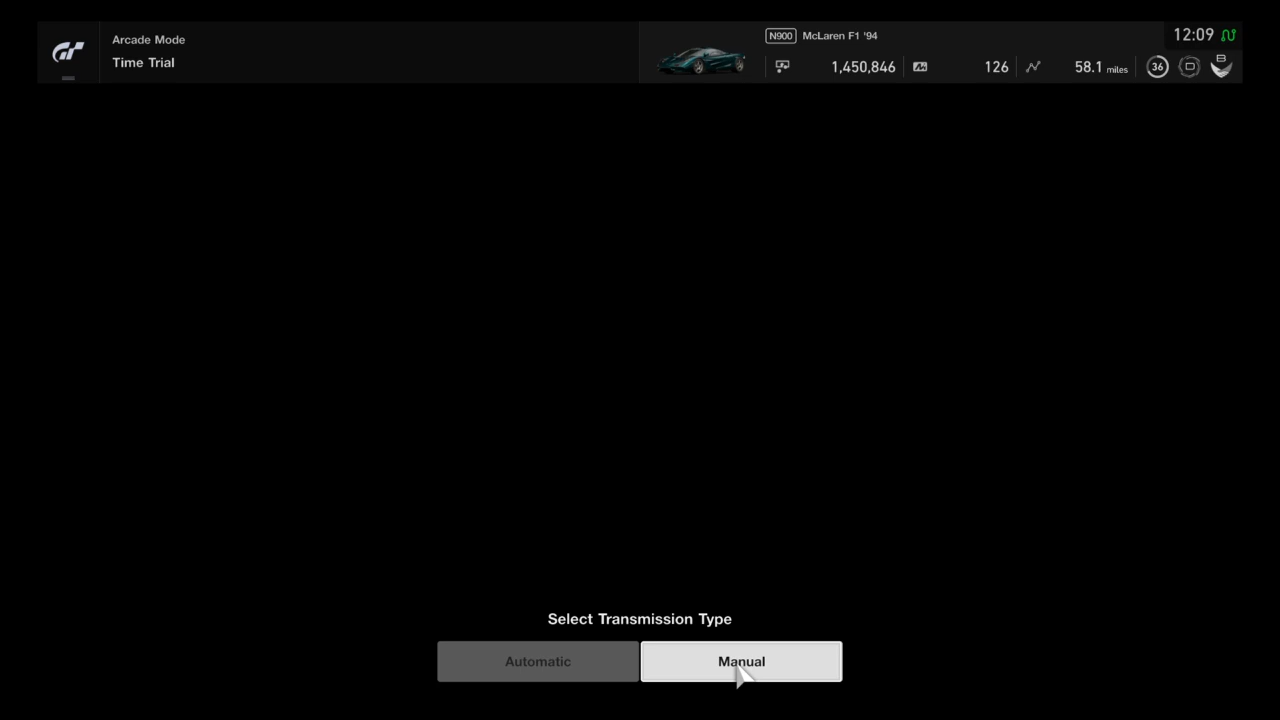 Arcade Mode
Time Trial
N900 McLaren F1 '94
12:09
1,450,846
126
58.1 miles
36
B
Select Transmission Type
Automatic
Manual